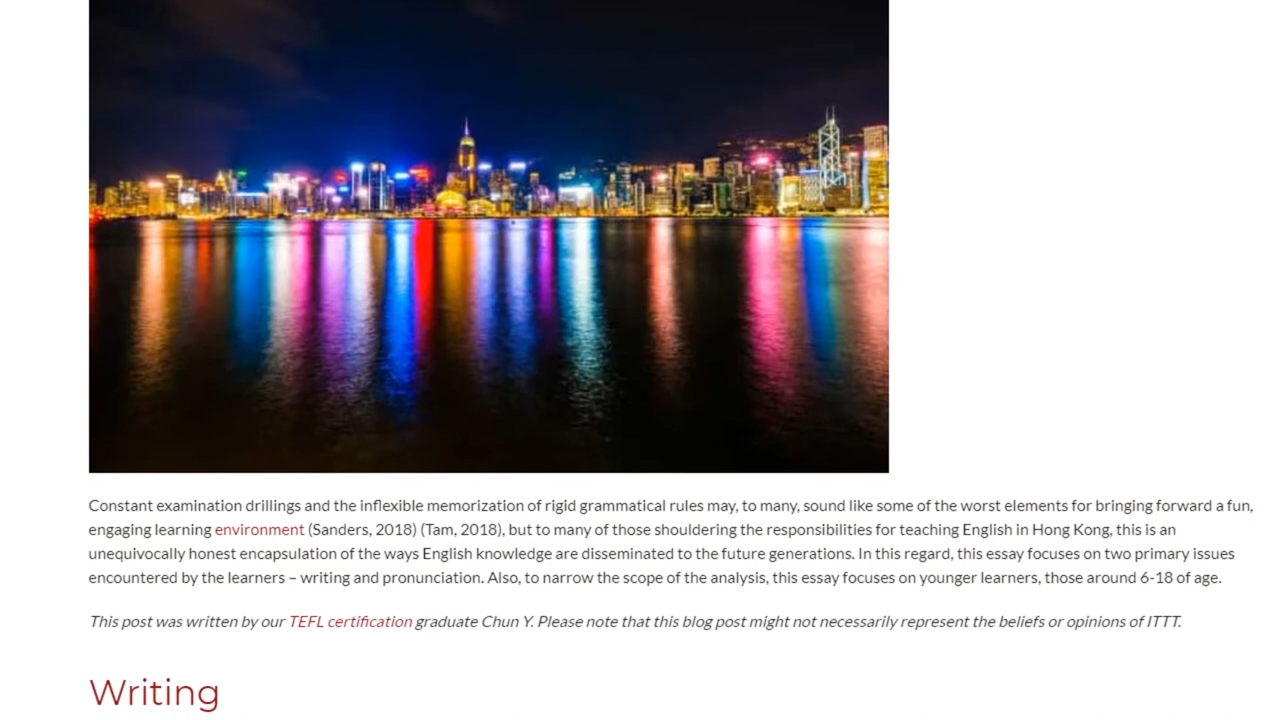 Constant examination drillings and the inflexible memorization of rigid grammatical rules may, to many, sound like some of the worst elements for bringing forward a fun,
engaging learning environment (Sanders, 2018) (Tam, 2018), but to many of those shouldering the responsibilities for teaching English in Hong Kong, this is an
unequivocally honest encapsulation of the ways English knowledge are disseminated to the future generations. In this regard, this essay focuses on two primary issues
encountered by the learners – writing and pronunciation. Also, to narrow the scope of the analysis, this essay focuses on younger learners, those around 6-18 of age.
This post was written by our TEFL certification graduate Chun Y. Please note that this blog post might not necessarily represent the beliefs or opinions of ITTT.
Writing